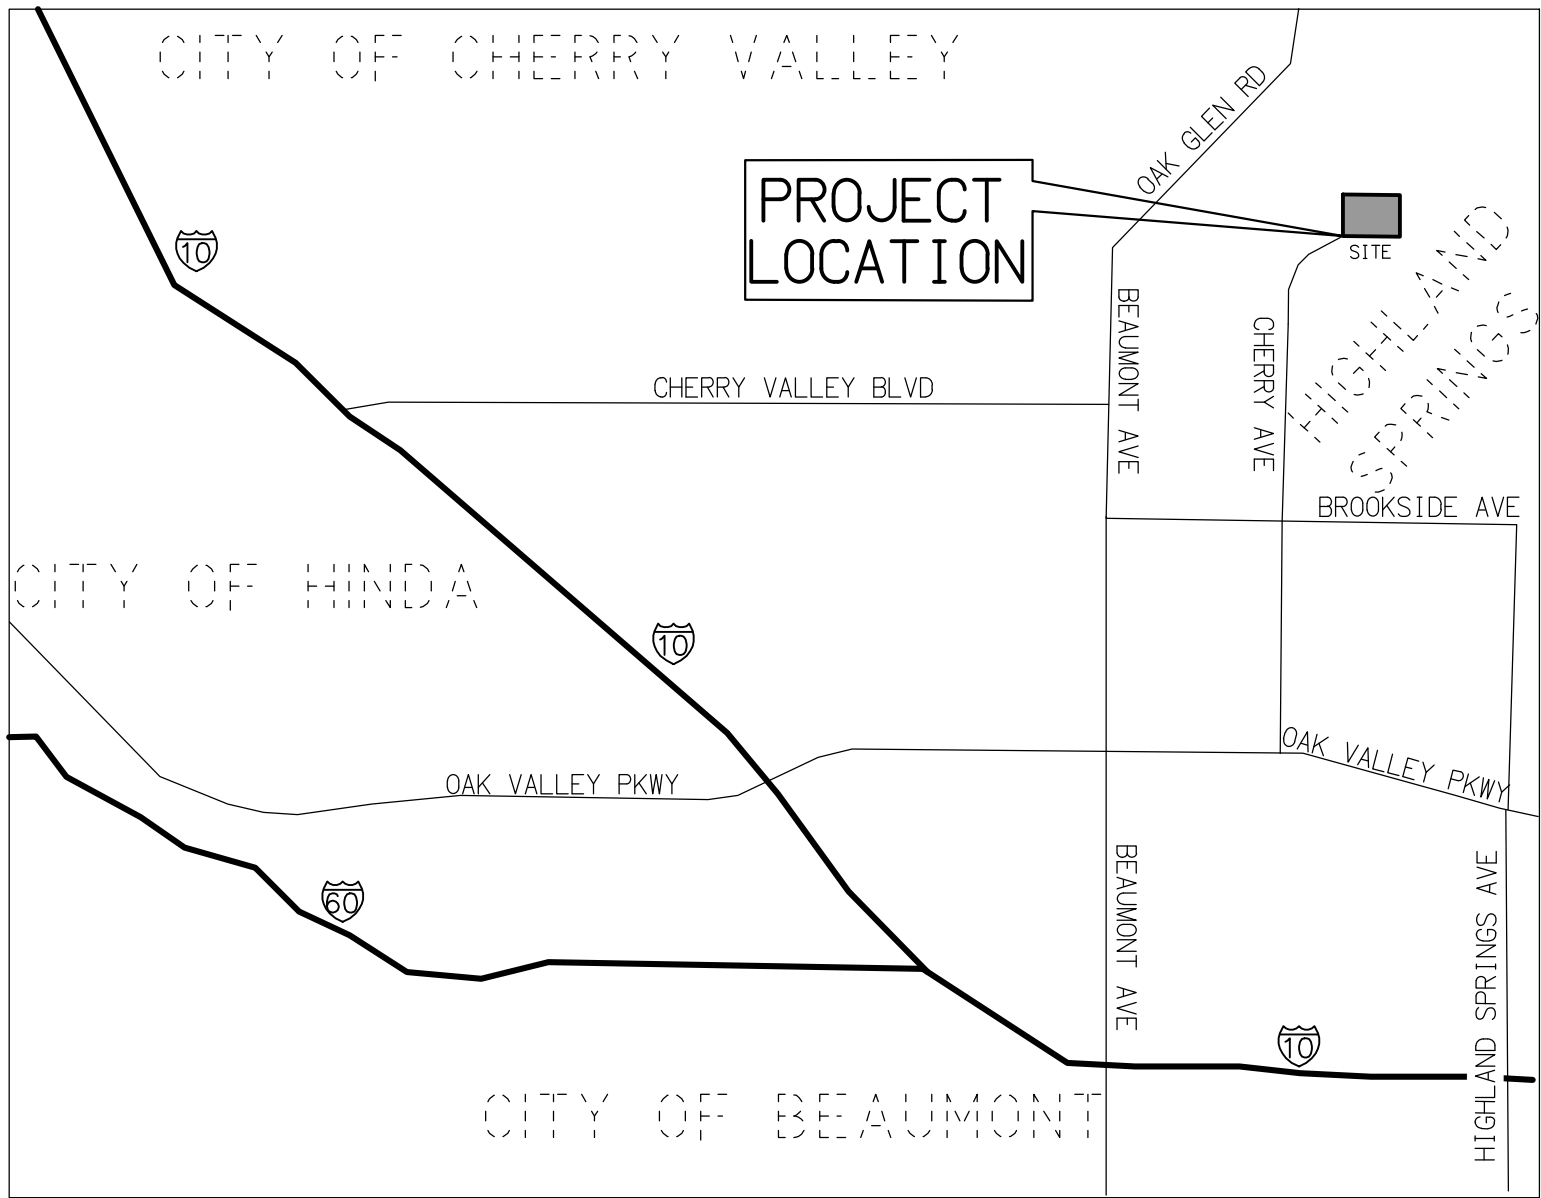 CITY OF CHERRY VALLEY
OAK GLEN RD
PROJECT
LOCATION
SITE
10
HIGHLAND
SPRINGS
BEAUMONT AVE
CHERRY AVE
CHERRY VALLEY BLVD
BROOKSIDE AVE
CITY OF HINDA
10
OAK VALLEY PKWY
OAK VALLEY PKWY
60
BEAUMONT AVE
HIGHLAND SPRINGS AVE
10
CITY OF BEAUMONT